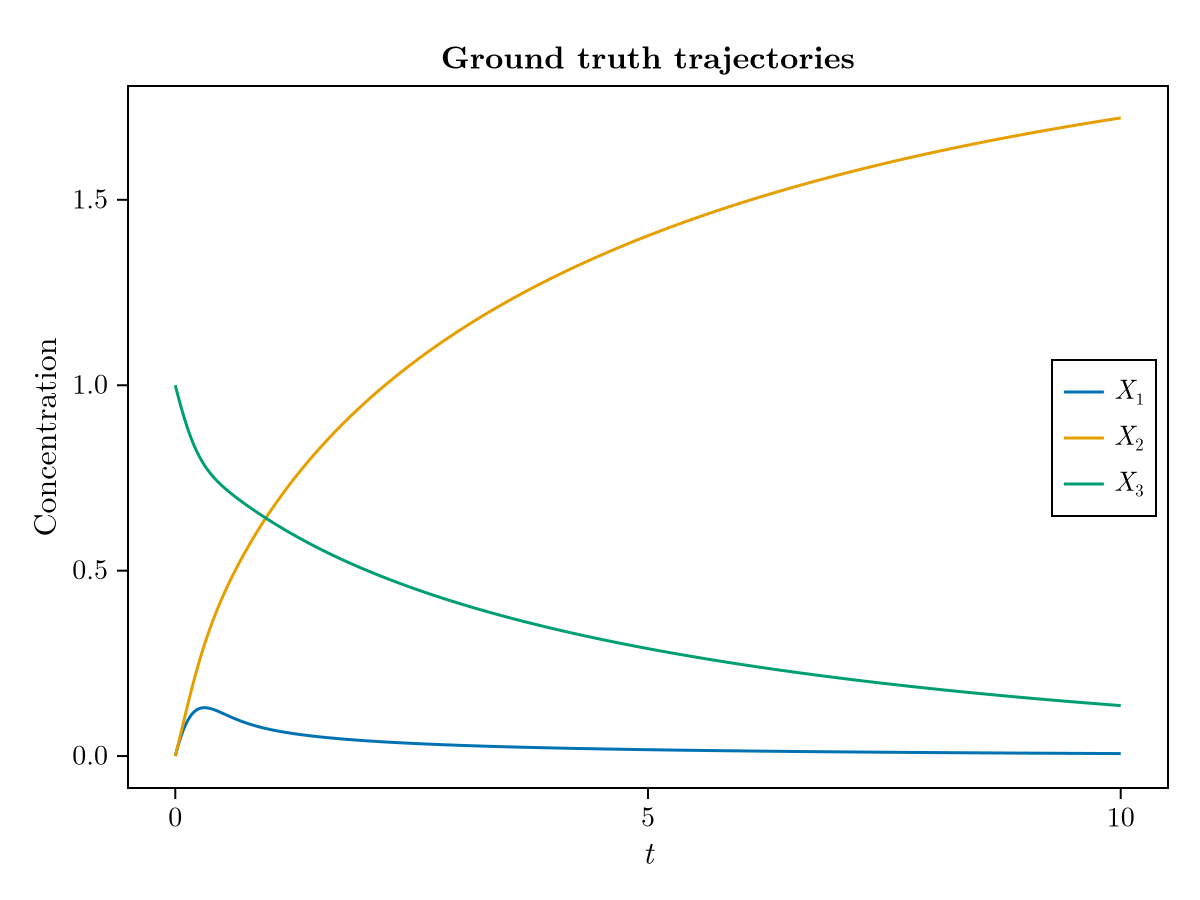 Ground truth trajectories
Concentration
1.5
1.0
0.5
0.0
0
5
10
t
X₁
X₂
X₃